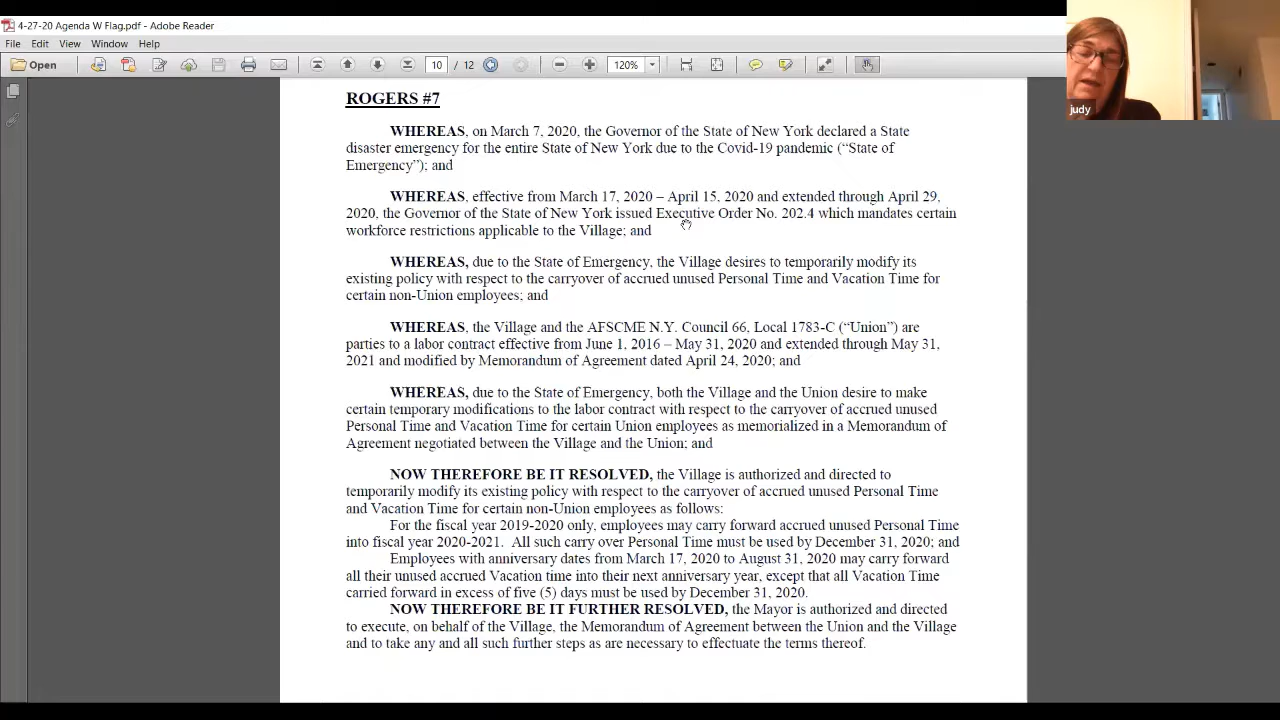 4-27-20 Agenda W Flag.pdf - Adobe Reader
File Edit View Window Help
Open 10 / 12 120%
judy
ROGERS #7
WHEREAS, on March 7, 2020, the Governor of the State of New York declared a State
disaster emergency for the entire State of New York due to the Covid-19 pandemic (“State of
Emergency”); and
WHEREAS, effective from March 17, 2020 – April 15, 2020 and extended through April 29,
2020, the Governor of the State of New York issued Executive Order No. 202.4 which mandates certain
workforce restrictions applicable to the Village; and
WHEREAS, due to the State of Emergency, the Village desires to temporarily modify its
existing policy with respect to the carryover of accrued unused Personal Time and Vacation Time for
certain non-Union employees; and
WHEREAS, the Village and the AFSCME N.Y. Council 66, Local 1783-C (“Union”) are
parties to a labor contract effective from June 1, 2016 – May 31, 2020 and extended through May 31,
2021 and modified by Memorandum of Agreement dated April 24, 2020; and
WHEREAS, due to the State of Emergency, both the Village and the Union desire to make
certain temporary modifications to the labor contract with respect to the carryover of accrued unused
Personal Time and Vacation Time for certain Union employees as memorialized in a Memorandum of
Agreement negotiated between the Village and the Union; and
NOW THEREFORE BE IT RESOLVED, the Village is authorized and directed to
temporarily modify its existing policy with respect to the carryover of accrued unused Personal Time
and Vacation Time for certain non-Union employees as follows:
For the fiscal year 2019-2020 only, employees may carry forward accrued unused Personal Time
into fiscal year 2020-2021. All such carry over Personal Time must be used by December 31, 2020; and
Employees with anniversary dates from March 17, 2020 to August 31, 2020 may carry forward
all their unused accrued Vacation time into their next anniversary year, except that all Vacation Time
carried forward in excess of five (5) days must be used by December 31, 2020.
NOW THEREFORE BE IT FURTHER RESOLVED, the Mayor is authorized and directed
to execute, on behalf of the Village, the Memorandum of Agreement between the Union and the Village
and to take any and all such further steps as are necessary to effectuate the terms thereof.